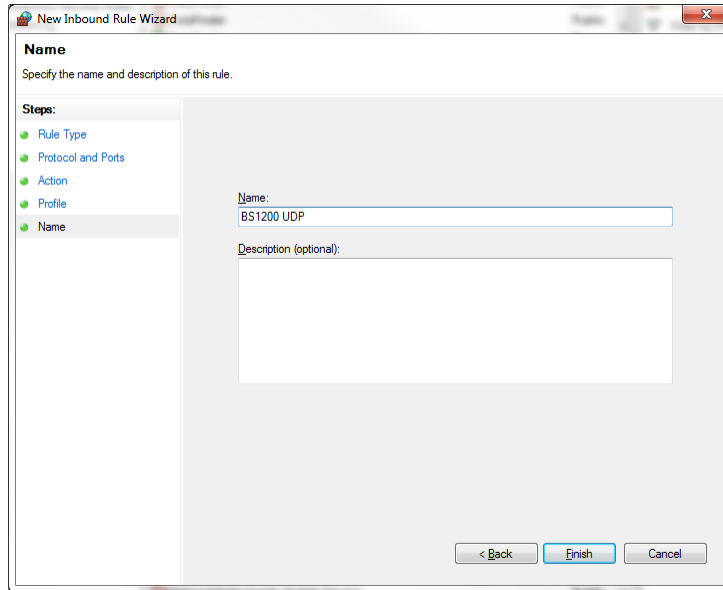 New Inbound Rule Wizard
Name
Specify the name and description of this rule.
Steps:
Rule Type
Protocol and Ports
Action
Profile
Name
Name:
BS1200 UDP
Description (optional):
< Back
Finish
Cancel